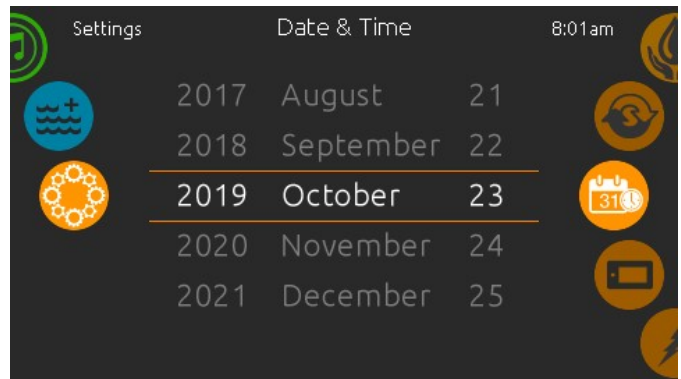 Settings Date & Time 8:01am
2017 August 21
2018 September 22
2019 October 23
31
2020 November 24
2021 December 25